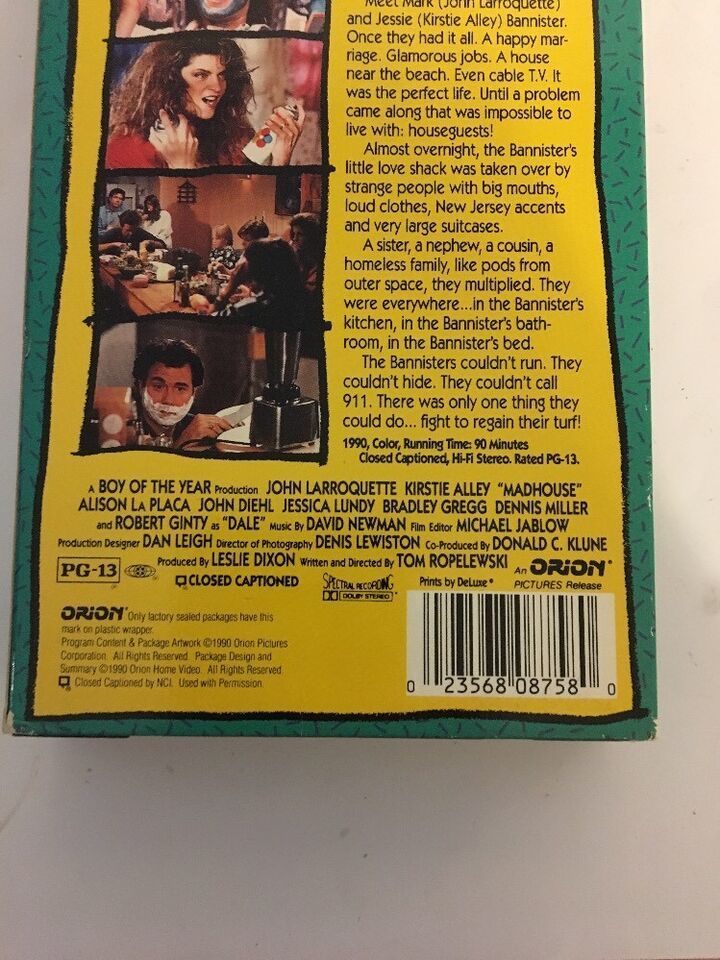 Meet Mark (John Larroquette)
and Jessie (Kirstie Alley) Bannister.
Once they had it all. A happy mar-
riage. Glamorous jobs. A house
near the beach. Even cable T.V. It
was the perfect life. Until a problem
came along that was impossible to
live with: houseguests!
Almost overnight, the Bannister's
little love shack was taken over by
strange people with big mouths,
loud clothes, New Jersey accents
and very large suitcases.
A sister, a nephew, a cousin, a
homeless family, like pods from
outer space, they multiplied. They
were everywhere...in the Bannister's
kitchen, in the Bannister's bath-
room, in the Bannister's bed.
The Bannisters couldn't run. They
couldn't hide. They couldn't call
911. There was only one thing they
could do... fight to regain their turf!
1990, Color, Running Time: 90 Minutes
Closed Captioned, Hi-Fi Stereo. Rated PG-13.
A BOY OF THE YEAR Production JOHN LARROQUETTE KIRSTIE ALLEY "MADHOUSE"
ALISON LA PLACA JOHN DIEHL JESSICA LUNDY BRADLEY GREGG DENNIS MILLER
and ROBERT GINTY as "DALE" Music By DAVID NEWMAN Film Editor MICHAEL JABLOW
Production Designer DAN LEIGH Director of Photography DENIS LEWISTON Co-Produced By DONALD C. KLUNE
Produced By LESLIE DIXON Written and Directed By TOM ROPELEWSKI An ORION®
PICTURES Release
PG-13
CLOSED CAPTIONED
SPECTRAL RECORDING
DOLBY STEREO
Prints by DeLuxe®
ORION® Only factory sealed packages have this
mark on plastic wrapper.
Program Content & Package Artwork ©1990 Orion Pictures
Corporation. All Rights Reserved. Package Design and
Summary ©1990 Orion Home Video. All Rights Reserved.
Closed Captioned by NCI. Used with Permission.
0 23568 08758 0